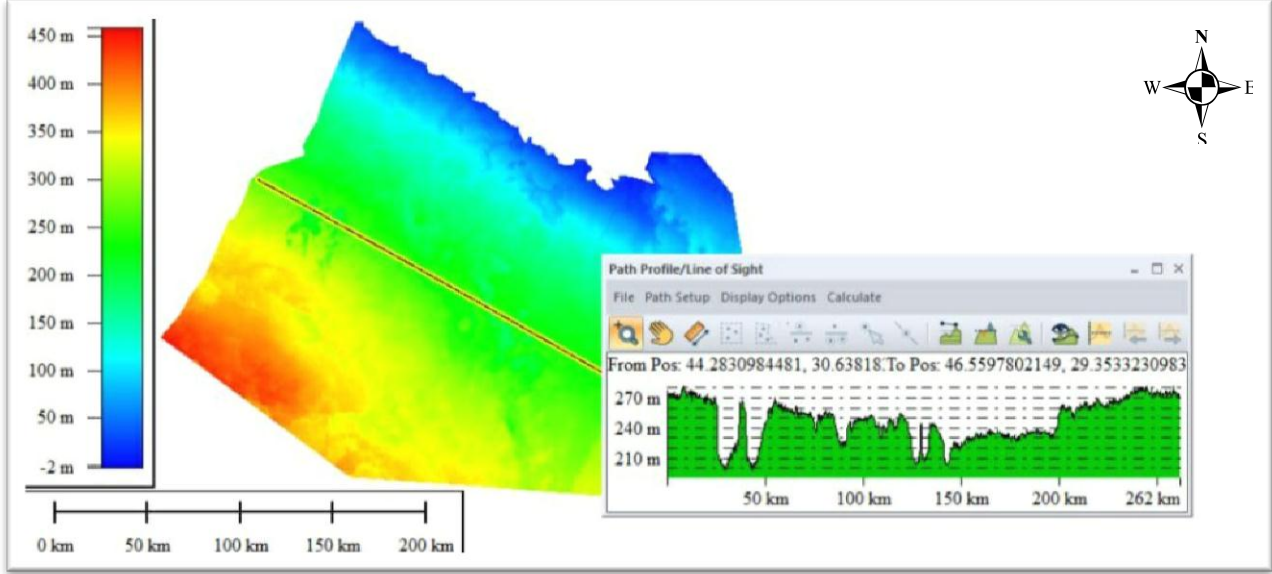 450 m
400 m
350 m
300 m
250 m
200 m
150 m
100 m
50 m
-2 m
0 km 50 km 100 km 150 km 200 km
N
W E
S
Path Profile/Line of Sight
File Path Setup Display Options Calculate
From Pos: 44.2830984481, 30.63818.To Pos: 46.5597802149, 29.3533230983
270 m
240 m
210 m
50 km 100 km 150 km 200 km 262 km